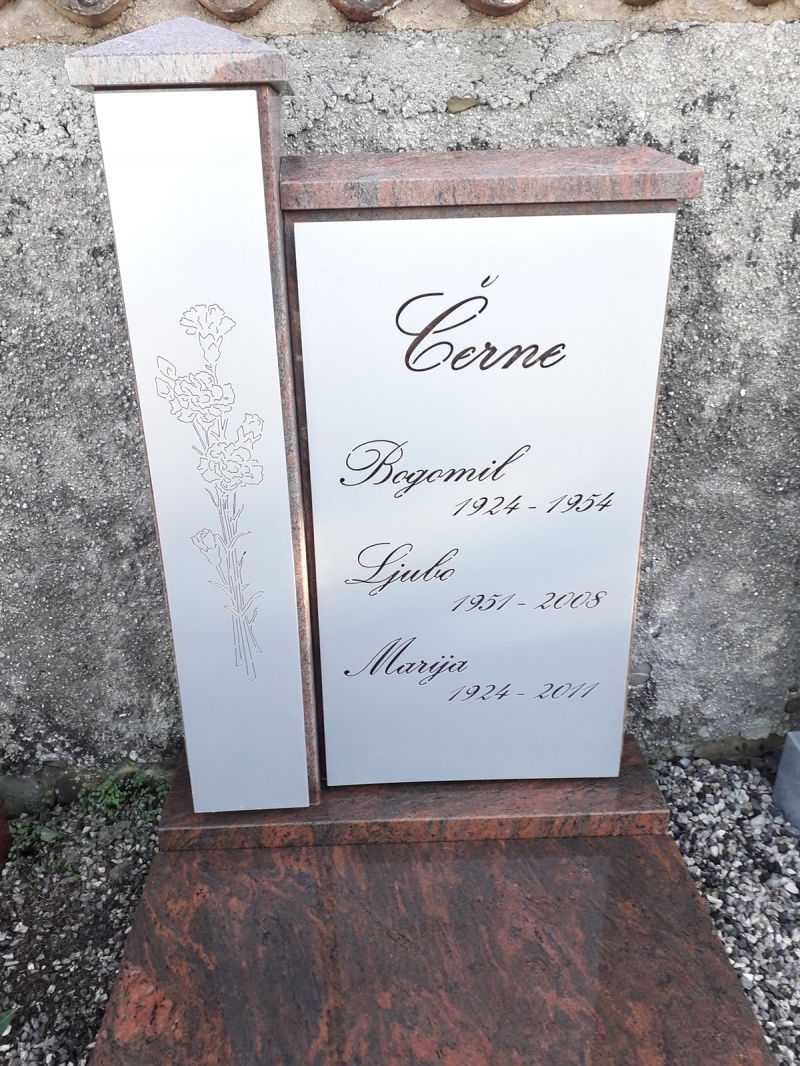 Černe
Bogomil
1924 - 1954
Ljubo
1951 - 2008
Marija
1924 - 2011